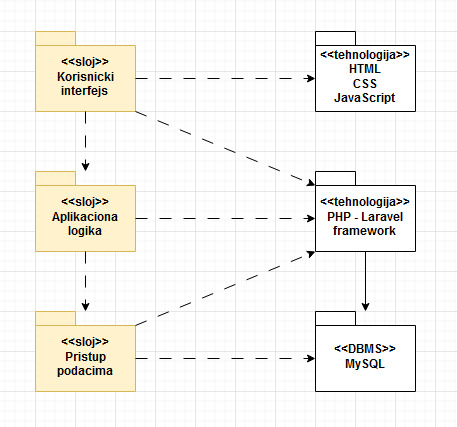 <<sloj>>
Korisnicki
interfejs
<<tehnologija>>
HTML
CSS
JavaScript
<<sloj>>
Aplikaciona
logika
<<tehnologija>>
PHP - Laravel
framework
<<sloj>>
Pristup
podacima
<<DBMS>>
MySQL